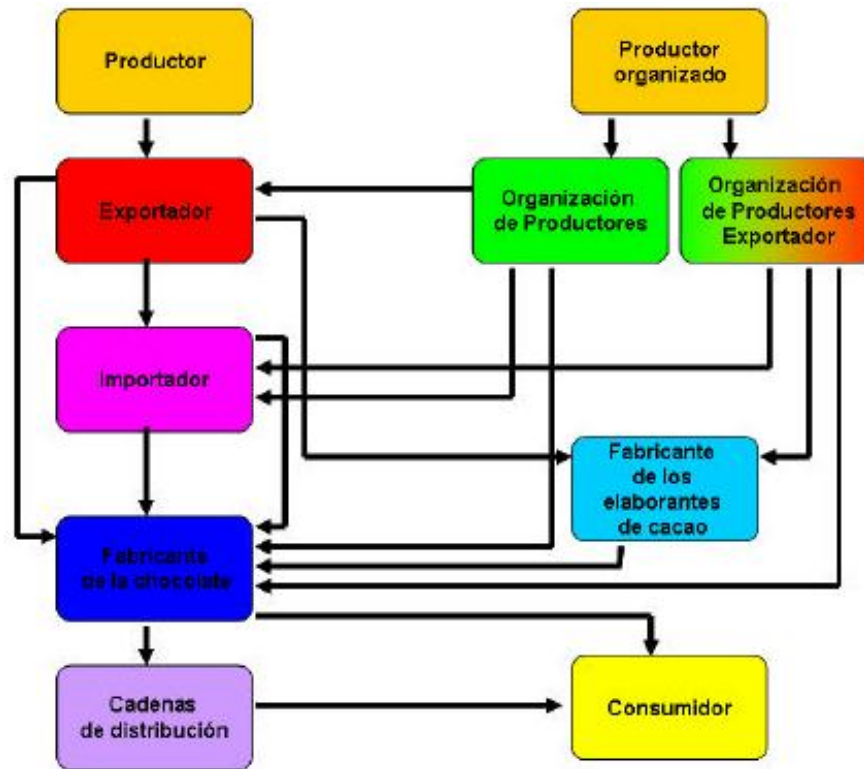 Productor
Productor
organizado
Exportador
Organización
de Productores
Organización
de Productores
Exportador
Importador
Fabricante
de los
elaborantes
de cacao
Fabricante
de la chocolate
Cadenas
de distribución
Consumidor